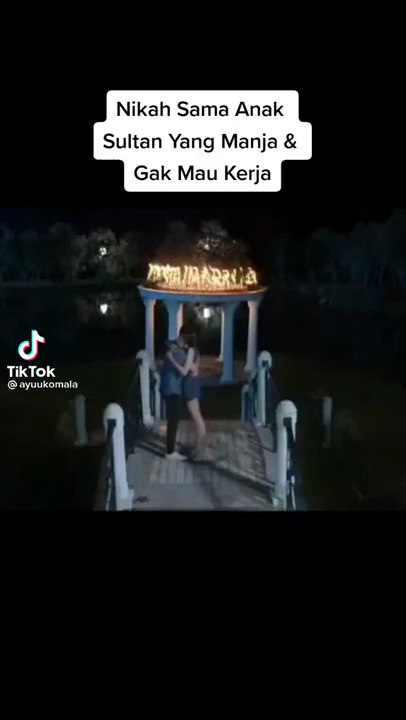 Nikah Sama Anak
Sultan Yang Manja &
Gak Mau Kerja
TikTok
@ayuukomala